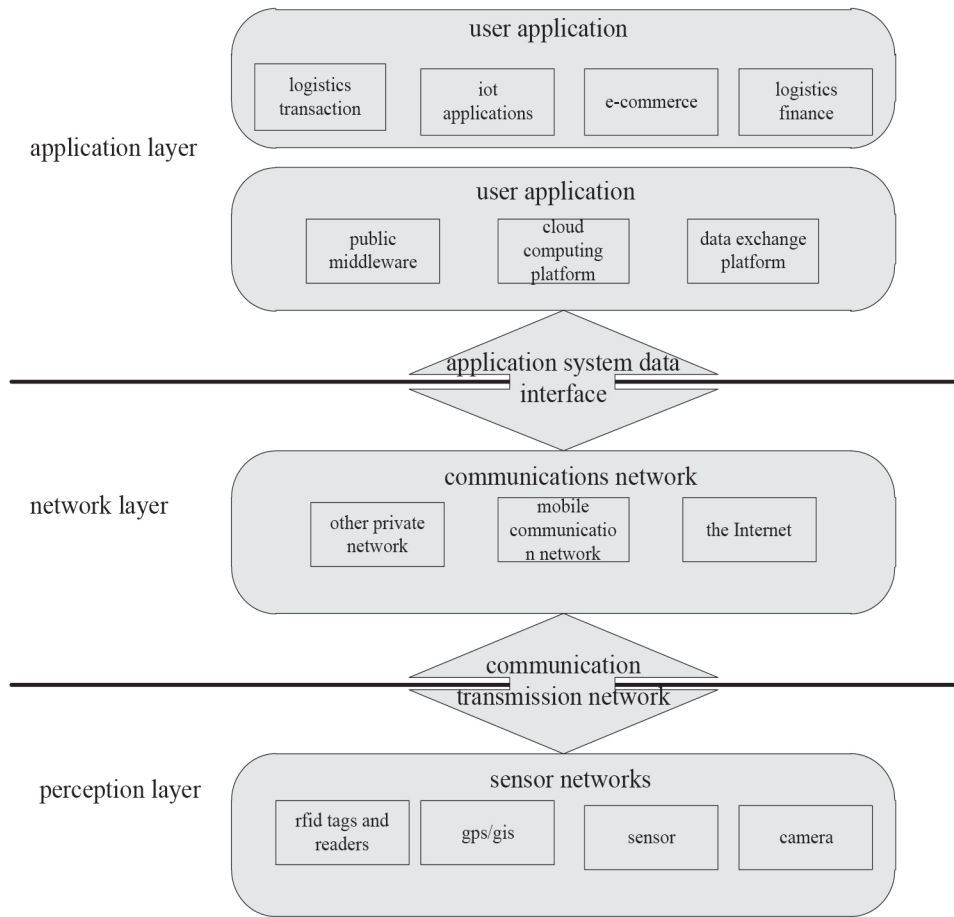 user application
logistics
transaction
iot
applications
e-commerce
logistics
finance
application layer
user application
public
middleware
cloud
computing
platform
data exchange
platform
application system data
interface
communications network
network layer
other private
network
mobile
communicatio
n network
the Internet
communication
transmission network
perception layer
sensor networks
rfid tags and
readers
gps/gis
sensor
camera